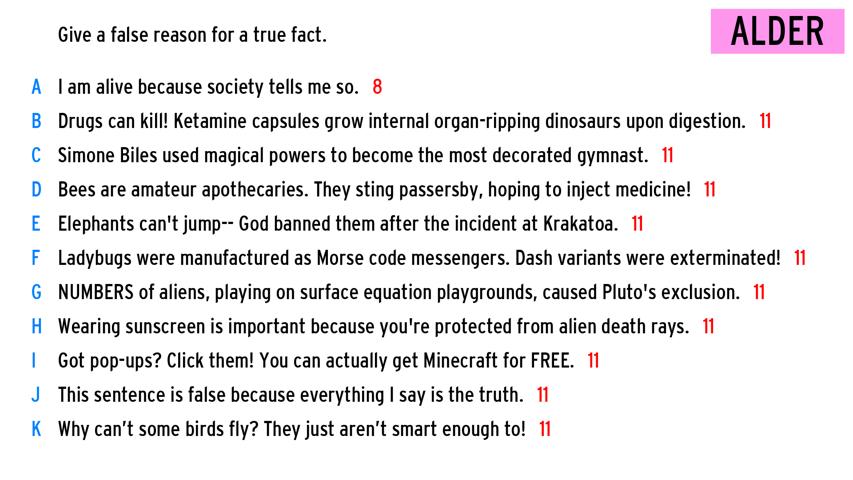 Give a false reason for a true fact.
ALDER
A I am alive because society tells me so. 8
B Drugs can kill! Ketamine capsules grow internal organ-ripping dinosaurs upon digestion. 11
C Simone Biles used magical powers to become the most decorated gymnast. 11
D Bees are amateur apothecaries. They sting passersby, hoping to inject medicine! 11
E Elephants can't jump-- God banned them after the incident at Krakatoa. 11
F Ladybugs were manufactured as Morse code messengers. Dash variants were exterminated! 11
G NUMBERS of aliens, playing on surface equation playgrounds, caused Pluto's exclusion. 11
H Wearing sunscreen is important because you're protected from alien death rays. 11
I Got pop-ups? Click them! You can actually get Minecraft for FREE. 11
J This sentence is false because everything I say is the truth. 11
K Why can’t some birds fly? They just aren’t smart enough to! 11